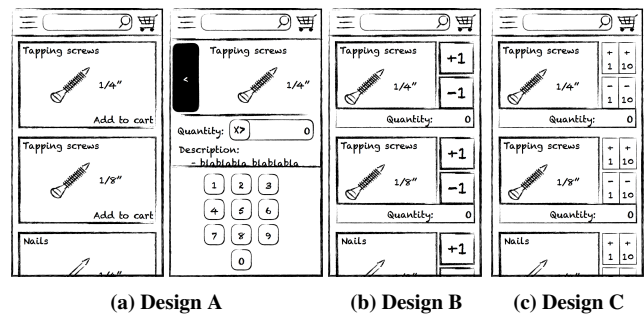 Tapping screws
1/4"
Add to cart
Tapping screws
1/8"
Add to cart
Nails
<
Tapping screws
1/4"
Quantity: X> 0
Description:
- blablabla blablabla
1 2 3
4 5 6
7 8 9
0
(a) Design A
Tapping screws
+1
1/4"
-1
Quantity: 0
Tapping screws
+1
1/8"
-1
Quantity: 0
Nails
+1
(b) Design B
Tapping screws
+ +
1 10
1/4"
- -
1 10
Quantity: 0
Tapping screws
+ +
1 10
1/8"
- -
1 10
Quantity: 0
Nails
+ +
1 10
(c) Design C